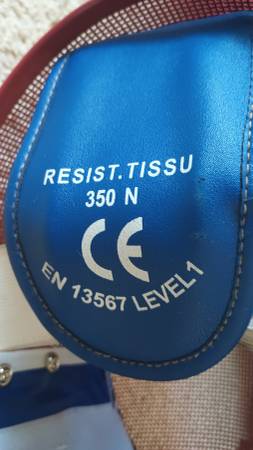 RESIST.TISSU
350 N
CE
EN 13567 LEVEL1